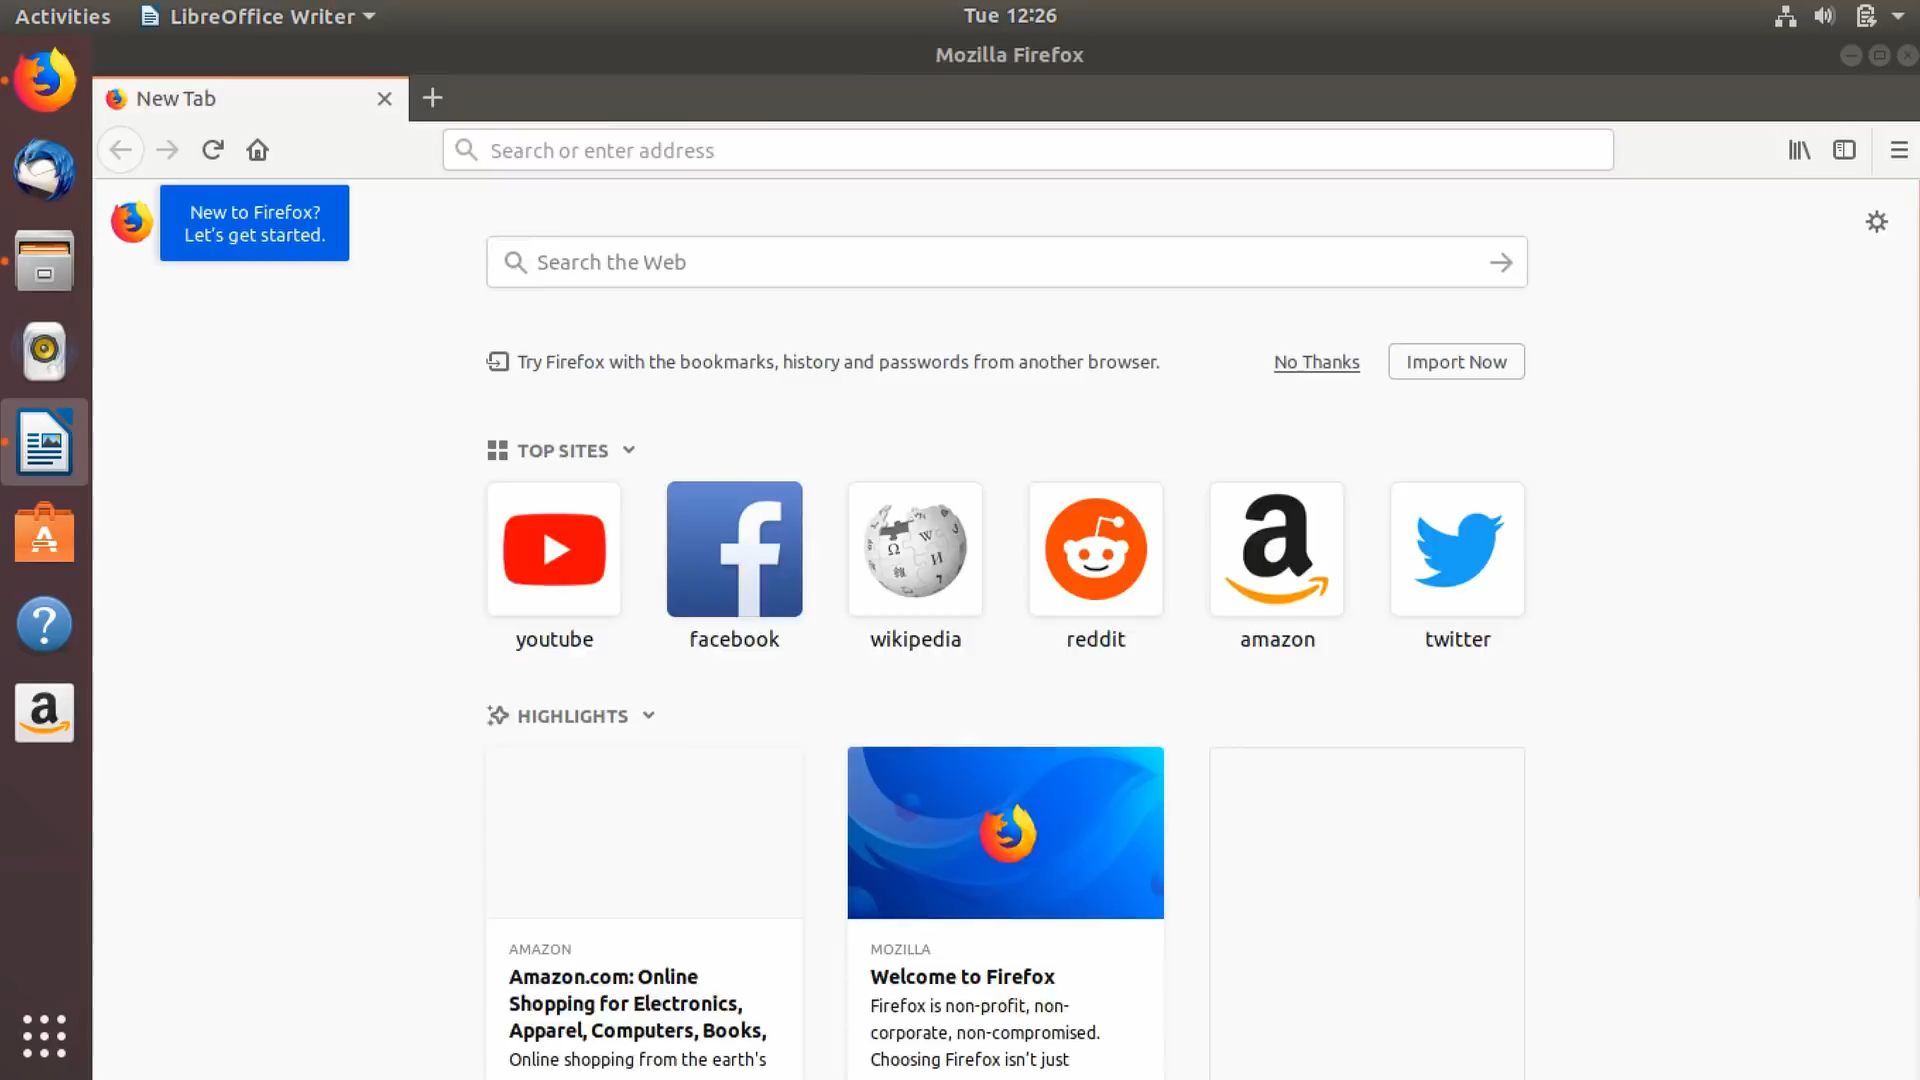 Activities
LibreOffice Writer
Tue 12:26
Mozilla Firefox
New Tab
Search or enter address
New to Firefox?
Let's get started.
Search the Web
Try Firefox with the bookmarks, history and passwords from another browser.
No Thanks
Import Now
TOP SITES
youtube
facebook
wikipedia
reddit
amazon
twitter
HIGHLIGHTS
AMAZON
Amazon.com: Online
Shopping for Electronics,
Apparel, Computers, Books,
Online shopping from the earth's
MOZILLA
Welcome to Firefox
Firefox is non-profit, non-
corporate, non-compromised.
Choosing Firefox isn’t just